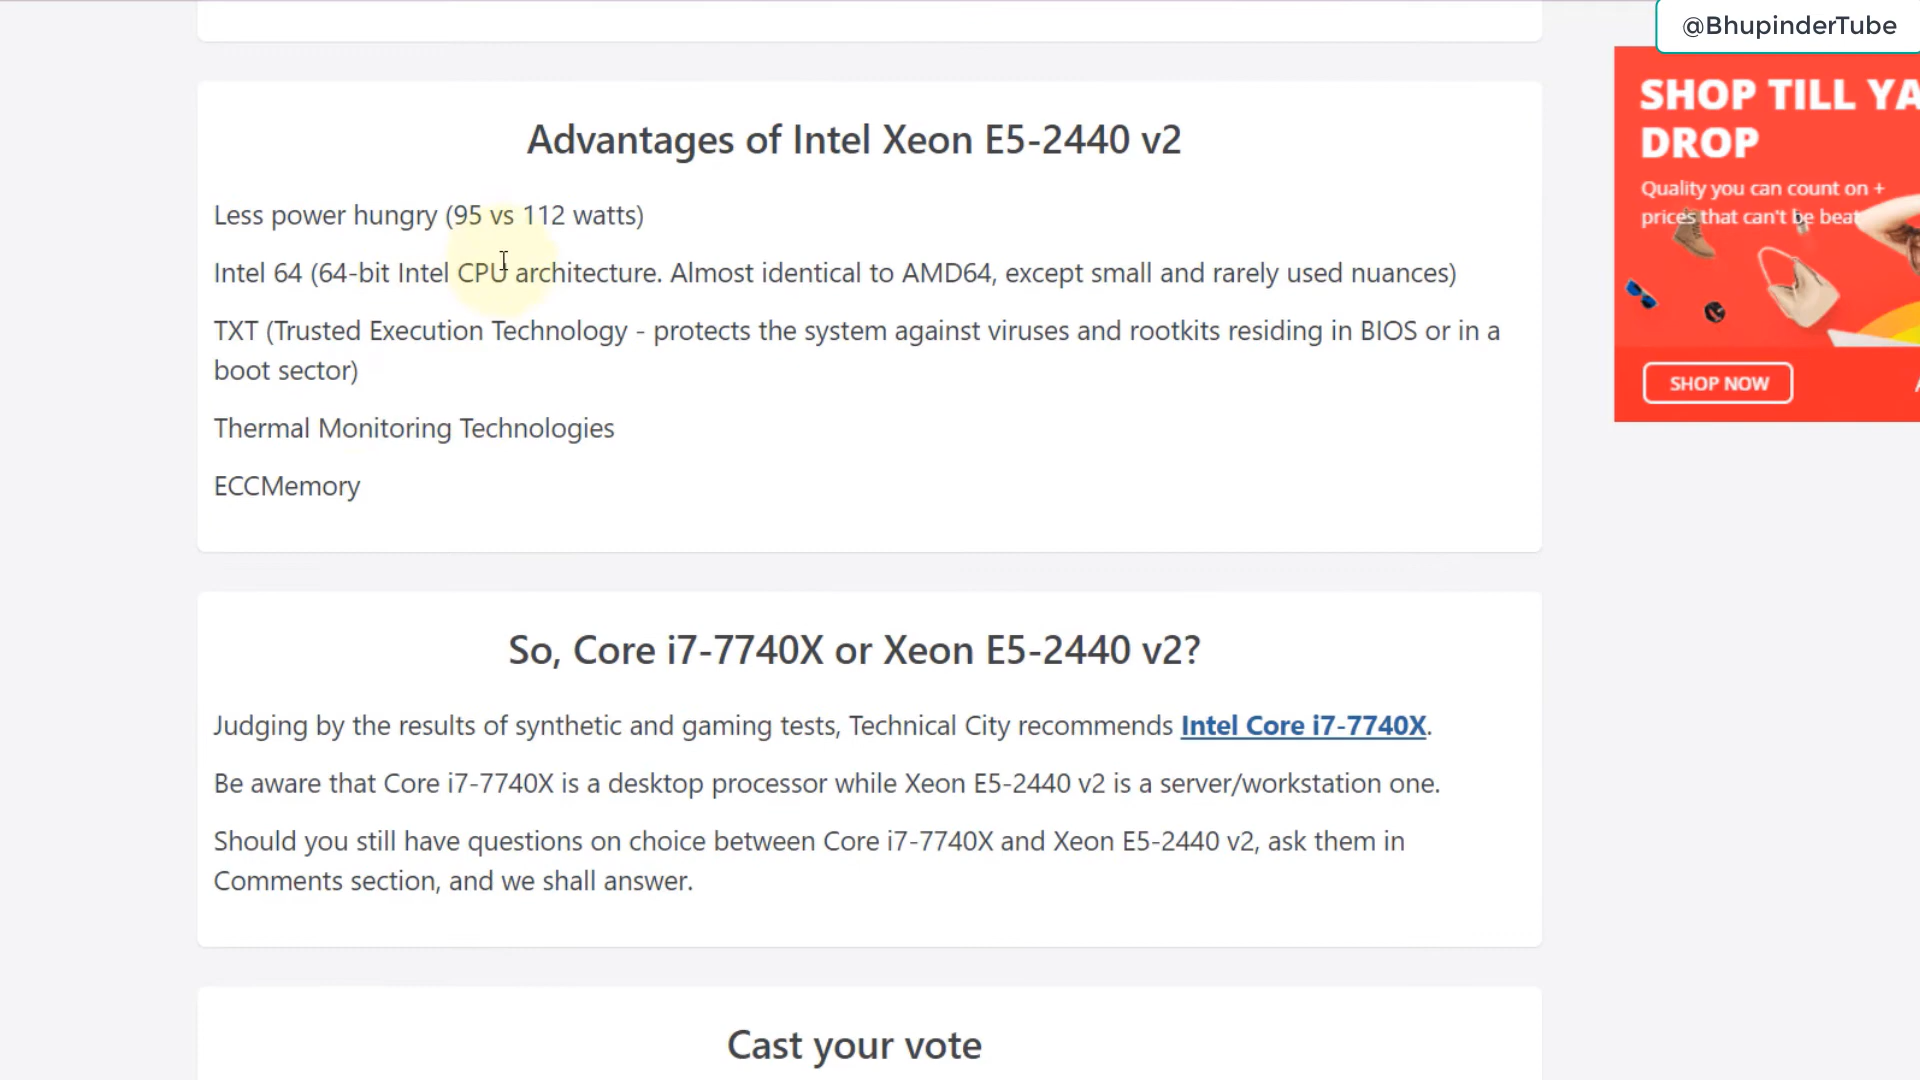 @BhupinderTube
Advantages of Intel Xeon E5-2440 v2
Less power hungry (95 vs 112 watts)
Intel 64 (64-bit Intel CPU architecture. Almost identical to AMD64, except small and rarely used nuances)
TXT (Trusted Execution Technology - protects the system against viruses and rootkits residing in BIOS or in a
boot sector)
Thermal Monitoring Technologies
ECCMemory
SHOP TILL YA
DROP
Quality you can count on +
prices that can't be beat
SHOP NOW
So, Core i7-7740X or Xeon E5-2440 v2?
Judging by the results of synthetic and gaming tests, Technical City recommends Intel Core i7-7740X.
Be aware that Core i7-7740X is a desktop processor while Xeon E5-2440 v2 is a server/workstation one.
Should you still have questions on choice between Core i7-7740X and Xeon E5-2440 v2, ask them in
Comments section, and we shall answer.
Cast your vote